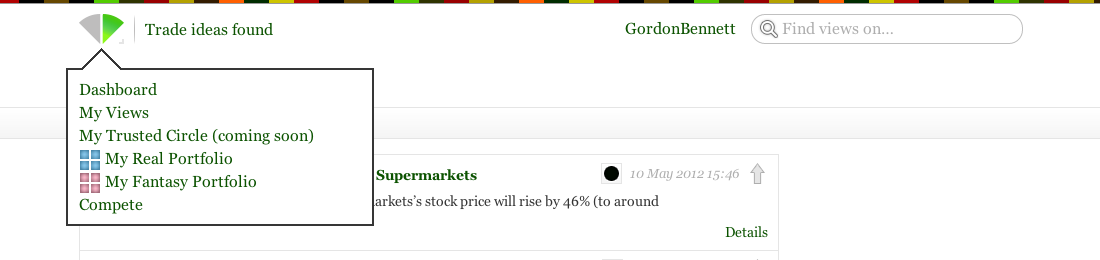 Trade ideas found
GordonBennett
Find views on...
Dashboard
My Views
My Trusted Circle (coming soon)
My Real Portfolio
My Fantasy Portfolio
Compete
Supermarkets
10 May 2012 15:46
arkets's stock price will rise by 46% (to around
Details